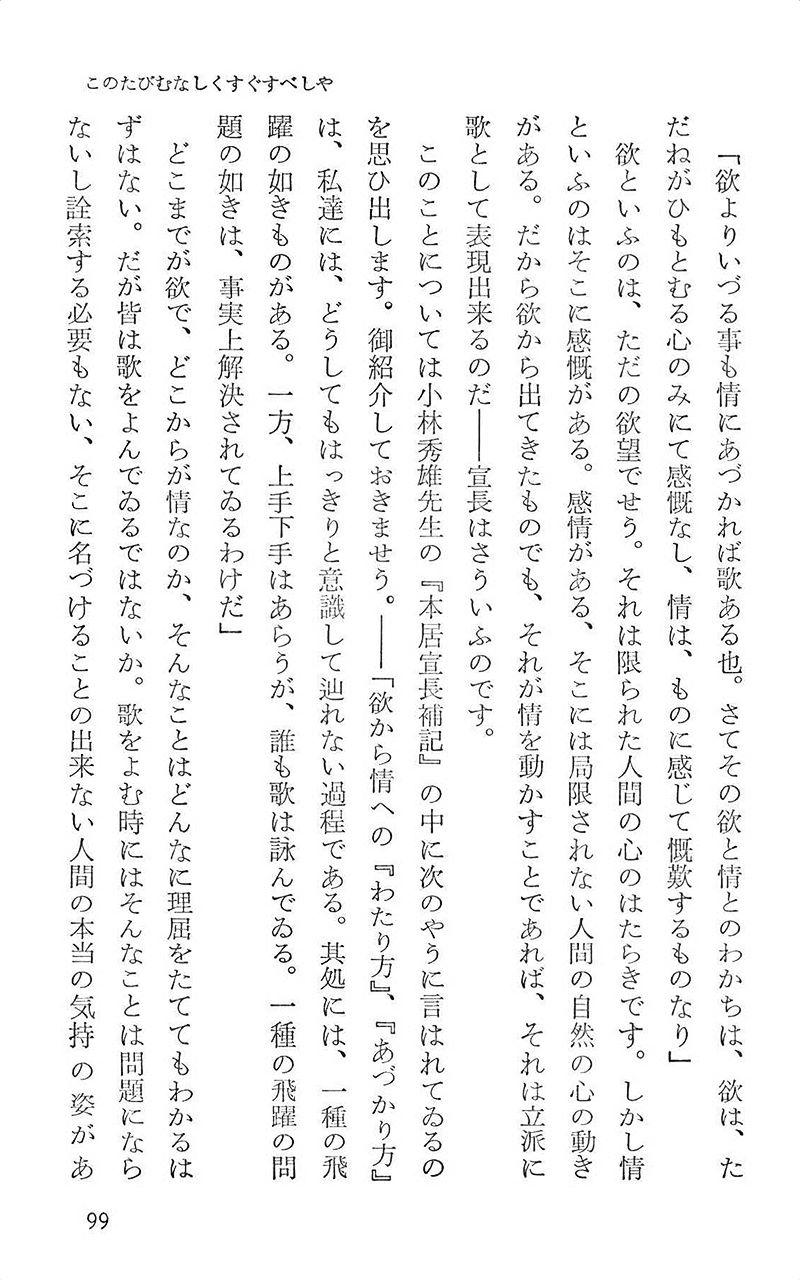 このたびむなしくすぐすべしや
「欲よりいづる事も情にあづかれば歌ある也。さてその欲と情とのわかちは、欲は、た
だねがひもとむる心のみにて感慨なし、情は、ものに感じて慨歎するものなり」
欲といふのは、ただの欲望でせう。それは限られた人間の心のはたらきです。しかし情
といふのはそこに感慨がある。感情がある、そこには局限されない人間の自然の心の動き
がある。だから欲から出てきたものでも、それが情を動かすことであれば、それは立派に
歌として表現出来るのだ――宣長はさういふのです。
このことについては小林秀雄先生の『本居宣長補記』の中に次のやうに言はれてゐるの
を思ひ出します。御紹介しておきませう。――「欲から情への『わたり方』、『あづかり方』
は、私達には、どうしてもはっきりと意識して辿れない過程である。其処には、一種の飛
躍の如きものがある。一方、上手下手はあらうが、誰も歌は詠んでゐる。一種の飛躍の問
題の如きは、事実上解決されてゐるわけだ」
どこまでが欲で、どこからが情なのか、そんなことはどんなに理屈をたててもわかるは
ずはない。だが皆は歌をよんでゐるではないか。歌をよむ時にはそんなことは問題になら
ないし詮索する必要もない、そこに名づけることの出来ない人間の本当の気持の姿があ
99